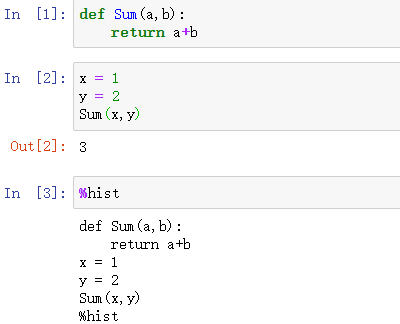 In [1]: def Sum(a,b):
    return a+b
In [2]: x = 1
y = 2
Sum(x,y)
Out[2]: 3
In [3]: %hist
def Sum(a,b):
    return a+b
x = 1
y = 2
Sum(x,y)
%hist